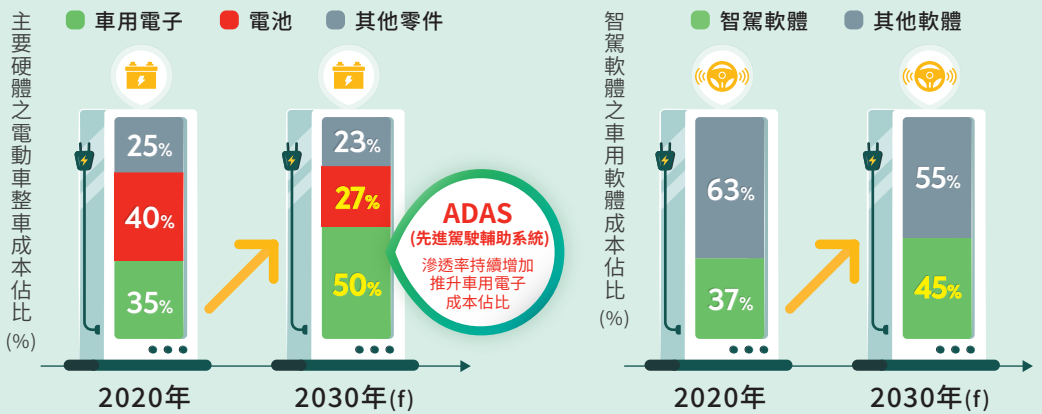 主要硬體之電動車整車成本佔比(%)
車用電子 電池 其他零件
25%
40%
35%
2020年
23%
27%
50%
2030年(f)
ADAS
(先進駕駛輔助系統)
滲透率持續增加
推升車用電子
成本佔比
智駕軟體之車用軟體成本佔比(%)
智駕軟體 其他軟體
63%
37%
2020年
55%
45%
2030年(f)